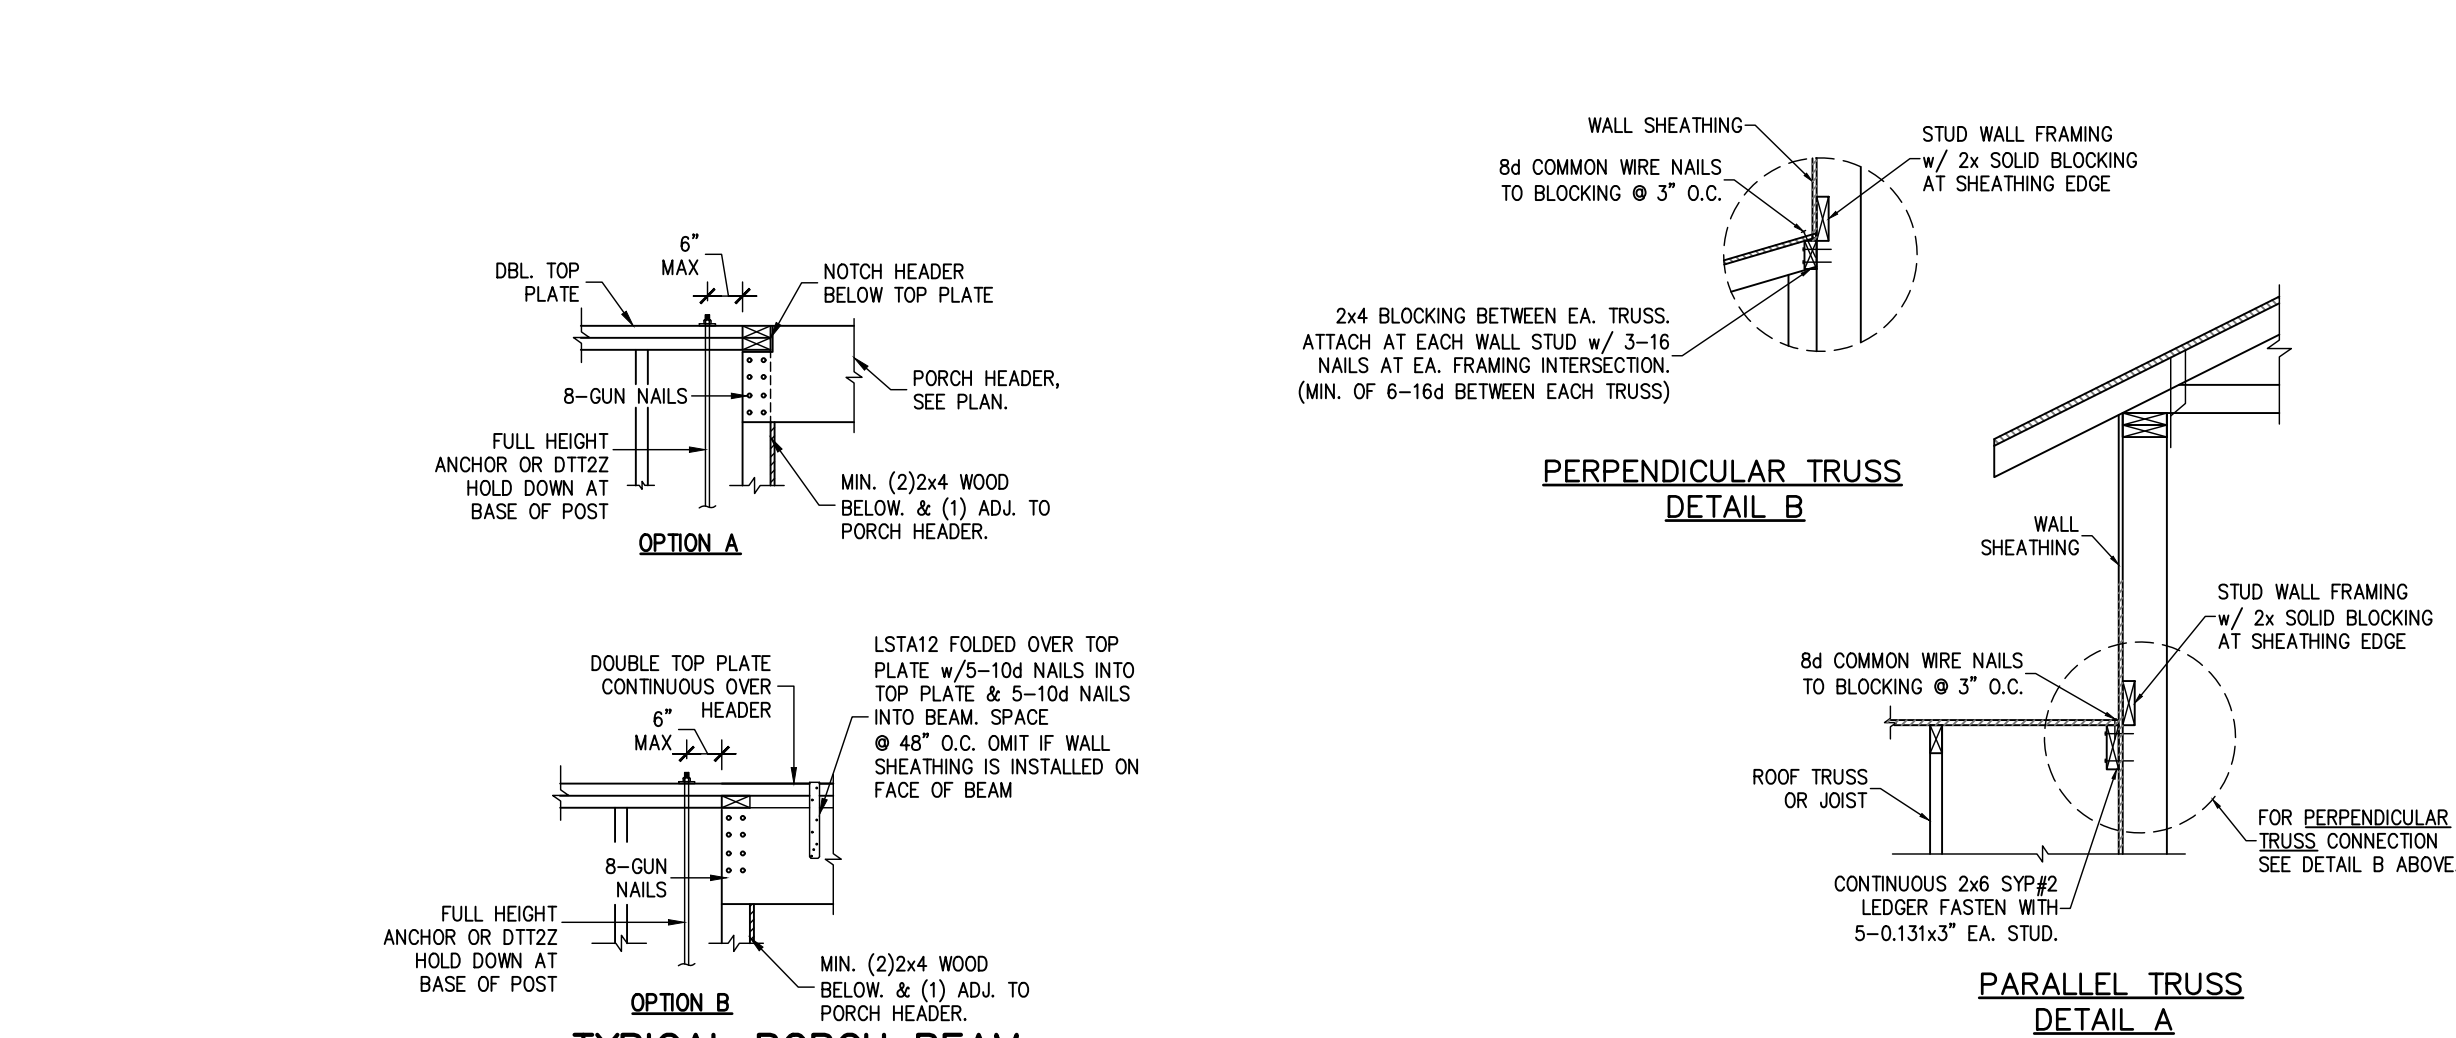 6"
MAX
DBL. TOP
PLATE
NOTCH HEADER
BELOW TOP PLATE
8-GUN NAILS
PORCH HEADER,
SEE PLAN.
FULL HEIGHT
ANCHOR OR DTT2Z
HOLD DOWN AT
BASE OF POST
MIN. (2)2x4 WOOD
BELOW. & (1) ADJ. TO
PORCH HEADER.
OPTION A
DOUBLE TOP PLATE
CONTINUOUS OVER
HEADER
6"
MAX
LSTA12 FOLDED OVER TOP
PLATE w/5-10d NAILS INTO
TOP PLATE & 5-10d NAILS
INTO BEAM. SPACE
@ 48" O.C. OMIT IF WALL
SHEATHING IS INSTALLED ON
FACE OF BEAM
8-GUN
NAILS
FULL HEIGHT
ANCHOR OR DTT2Z
HOLD DOWN AT
BASE OF POST
MIN. (2)2x4 WOOD
BELOW. & (1) ADJ. TO
PORCH HEADER.
OPTION B
TYPICAL PORCH BEAM
WALL SHEATHING
8d COMMON WIRE NAILS
TO BLOCKING @ 3" O.C.
STUD WALL FRAMING
w/ 2x SOLID BLOCKING
AT SHEATHING EDGE
2x4 BLOCKING BETWEEN EA. TRUSS.
ATTACH AT EACH WALL STUD w/ 3-16
NAILS AT EA. FRAMING INTERSECTION.
(MIN. OF 6-16d BETWEEN EACH TRUSS)
PERPENDICULAR TRUSS
DETAIL B
WALL
SHEATHING
STUD WALL FRAMING
w/ 2x SOLID BLOCKING
AT SHEATHING EDGE
8d COMMON WIRE NAILS
TO BLOCKING @ 3" O.C.
ROOF TRUSS
OR JOIST
FOR PERPENDICULAR
TRUSS CONNECTION
SEE DETAIL B ABOVE.
CONTINUOUS 2x6 SYP#2
LEDGER FASTEN WITH
5-0.131x3" EA. STUD.
PARALLEL TRUSS
DETAIL A